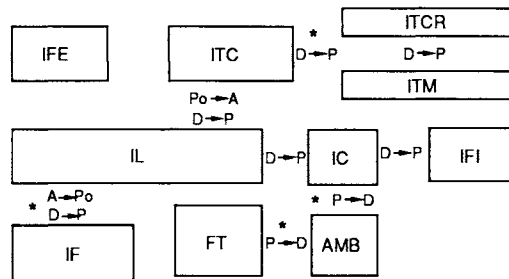 ITCR
*
IFE
ITC
D→P
D→P
ITM
Po→A
D→P
IL
D→P
IC
D→P
IFI
A→Po
* D→P
* P→D
IF
FT
*
P→D
AMB